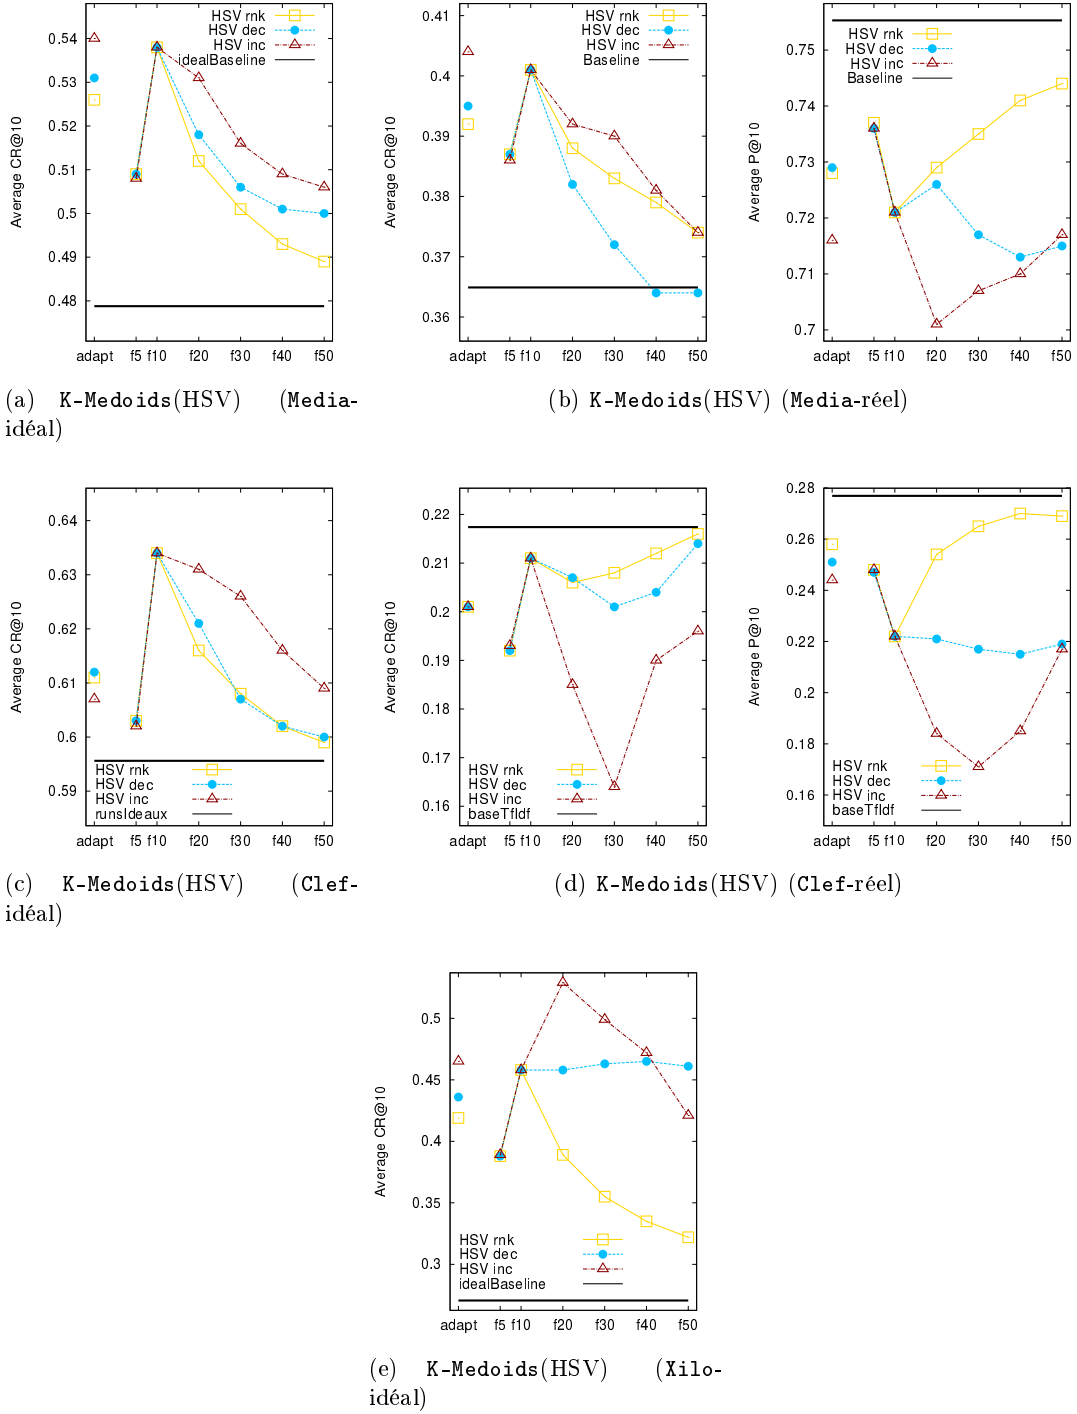 HSV rnk
HSV dec
HSV inc
idealBaseline
Average CR@10
0.54
0.53
0.52
0.51
0.5
0.49
0.48
adapt f5 f10 f20 f30 f40 f50
(a) K-Medoids(HSV) (Media-
idéal)
HSV rnk
HSV dec
HSV inc
Baseline
Average CR@10
0.41
0.4
0.39
0.38
0.37
0.36
adapt f5 f10 f20 f30 f40 f50
HSV rnk
HSV dec
HSV inc
Baseline
Average P@10
0.75
0.74
0.73
0.72
0.71
0.7
adapt f5 f10 f20 f30 f40 f50
(b) K-Medoids(HSV) (Media-réel)
Average CR@10
0.64
0.63
0.62
0.61
0.6
0.59
HSV rnk
HSV dec
HSV inc
runsIdeaux
adapt f5 f10 f20 f30 f40 f50
(c) K-Medoids(HSV) (Clef-
idéal)
Average CR@10
0.22
0.21
0.2
0.19
0.18
0.17
0.16
HSV rnk
HSV dec
HSV inc
baseTfIdf
adapt f5 f10 f20 f30 f40 f50
Average P@10
0.28
0.26
0.24
0.22
0.2
0.18
0.16
HSV rnk
HSV dec
HSV inc
baseTfIdf
adapt f5 f10 f20 f30 f40 f50
(d) K-Medoids(HSV) (Clef-réel)
Average CR@10
0.5
0.45
0.4
0.35
0.3
HSV rnk
HSV dec
HSV inc
idealBaseline
adapt f5 f10 f20 f30 f40 f50
(e) K-Medoids(HSV) (Xilo-
idéal)